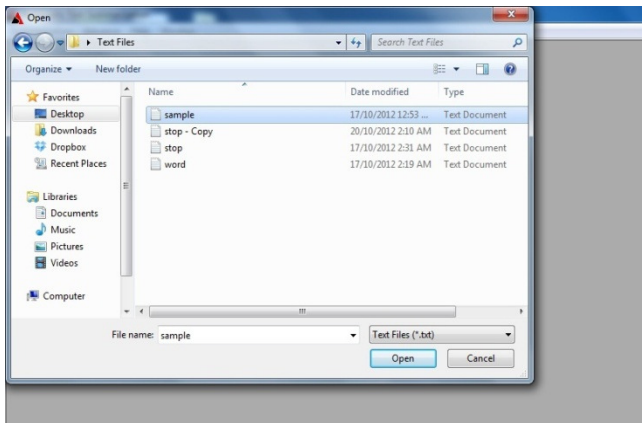 Open
Text Files
Search Text Files
Organize
New folder
Favorites
Desktop
Downloads
Dropbox
Recent Places
Libraries
Documents
Music
Pictures
Videos
Computer
Name Date modified Type
sample 17/10/2012 12:53 ... Text Document
stop - Copy 20/10/2012 2:10 AM Text Document
stop 17/10/2012 2:31 AM Text Document
word 17/10/2012 2:19 AM Text Document
File name: sample Text Files (*.txt)
Open Cancel